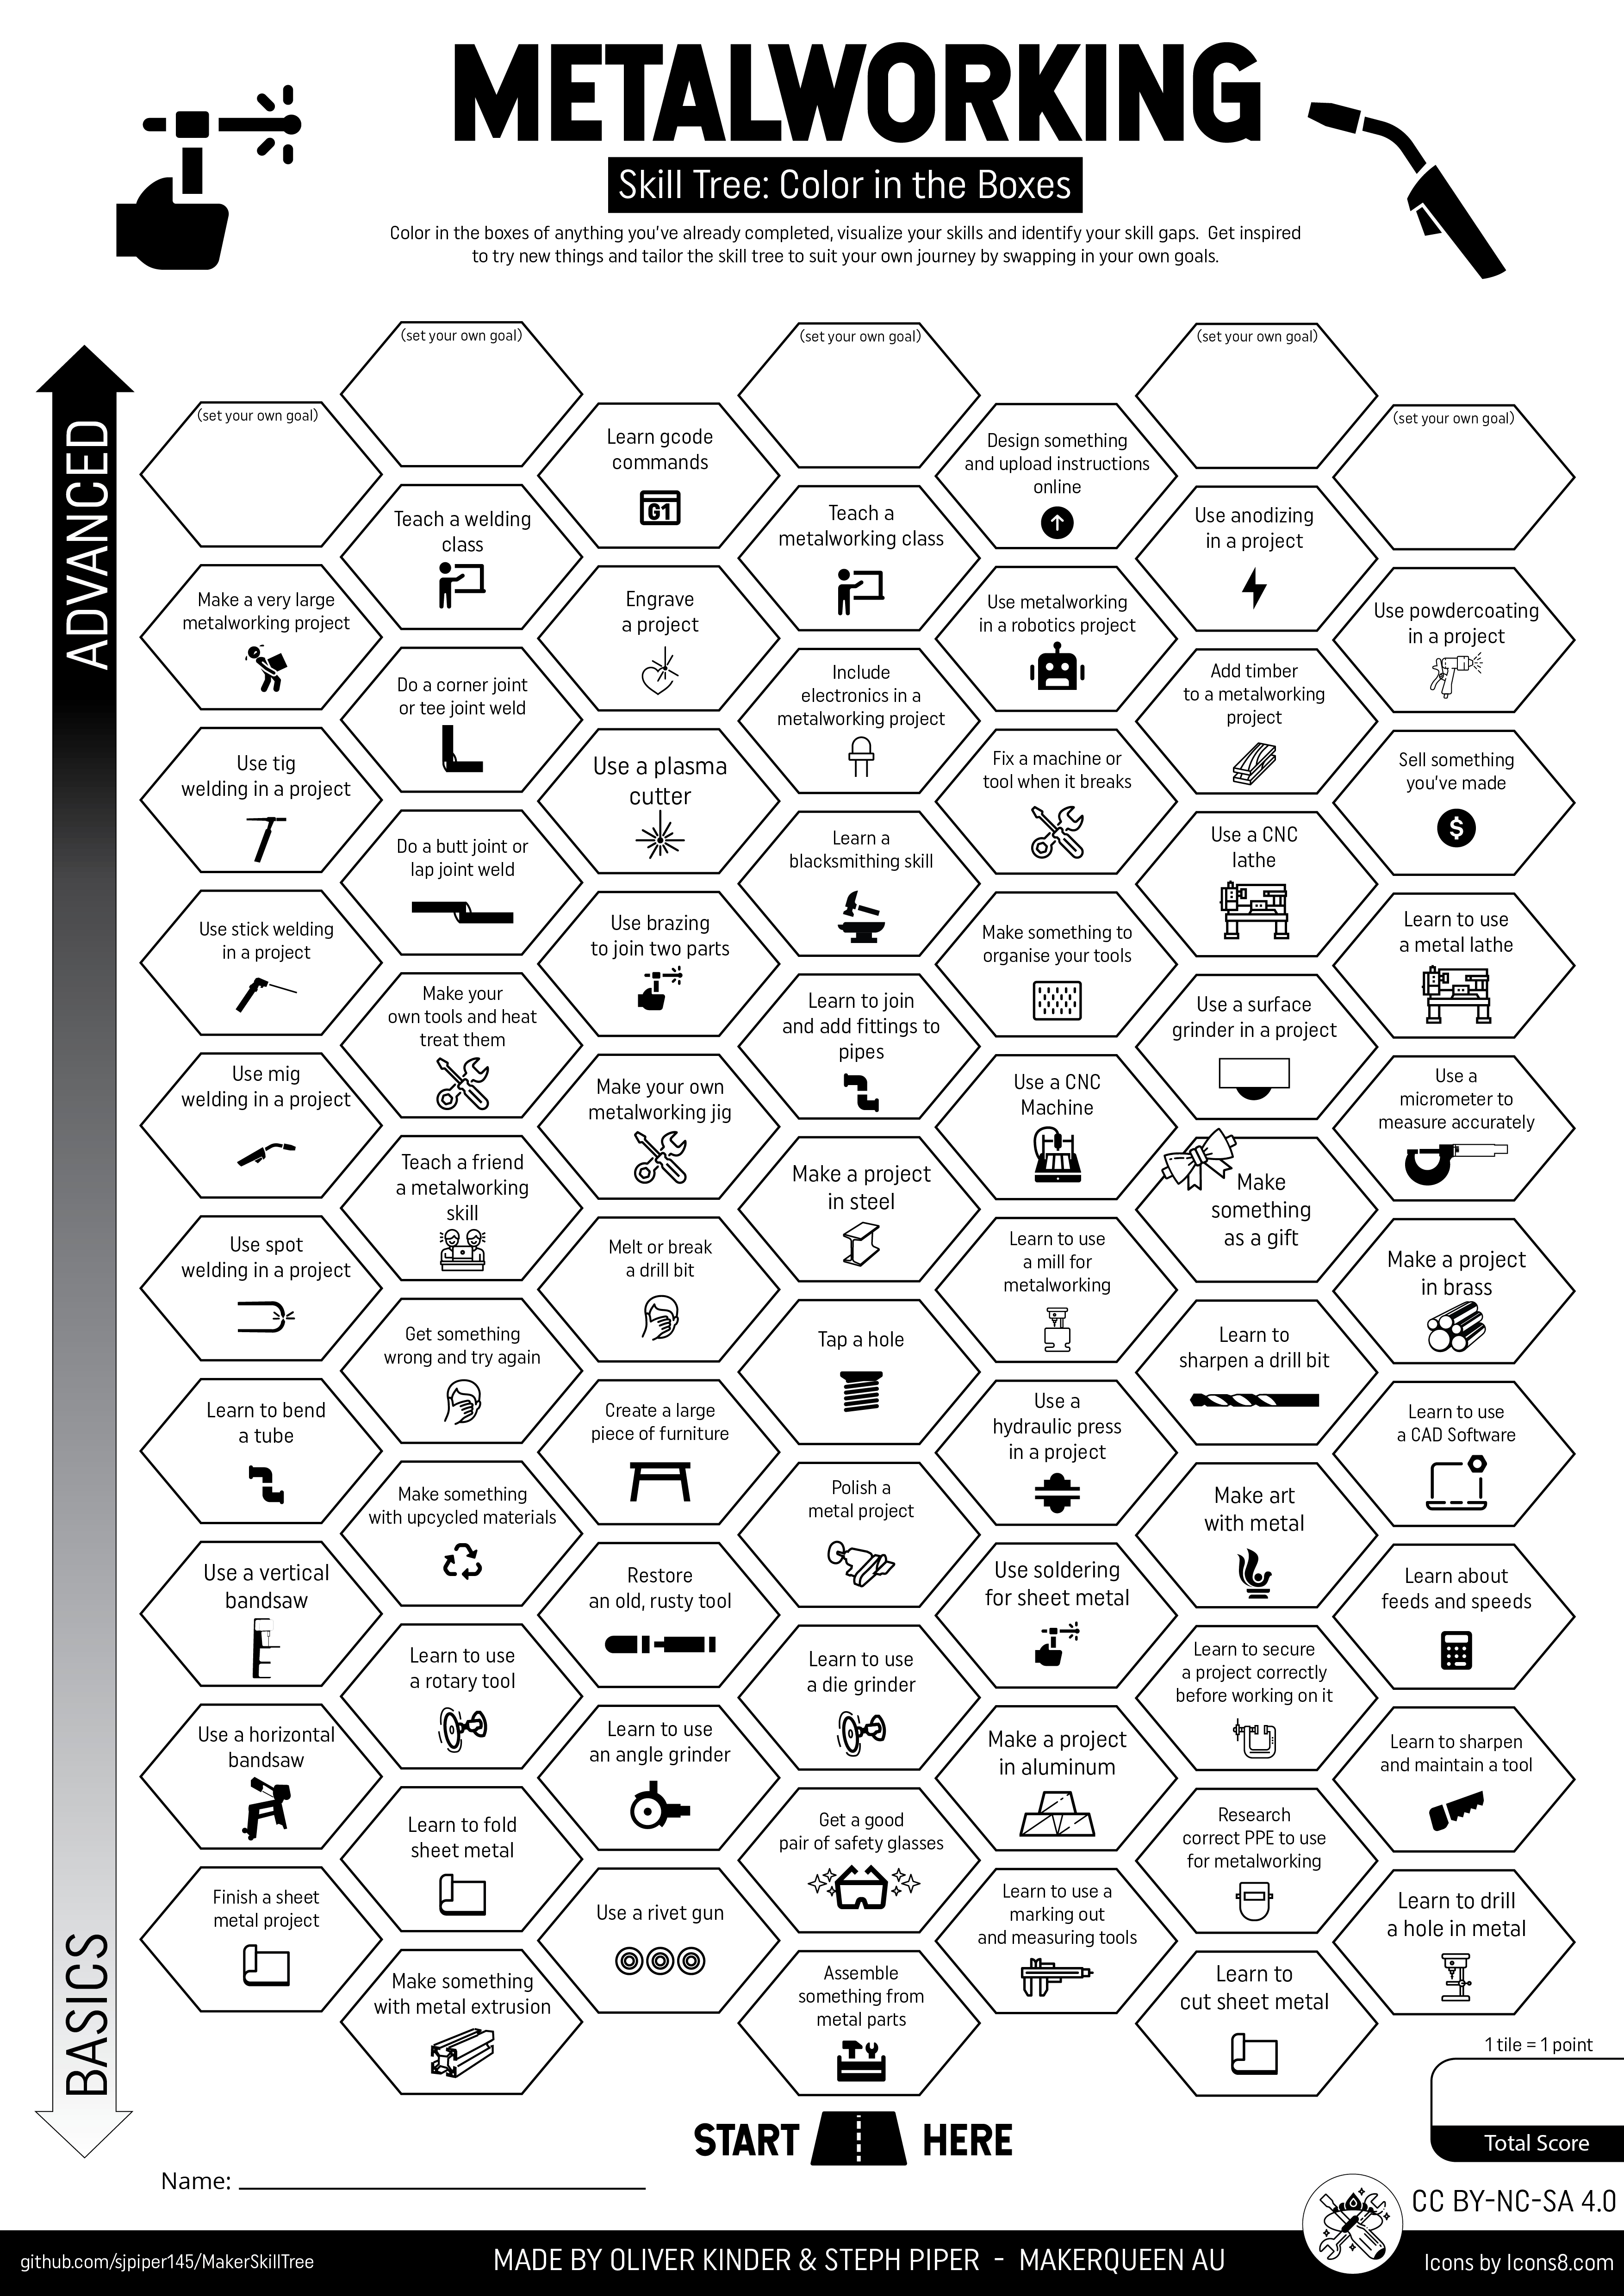 METALWORKING
Skill Tree: Color in the Boxes
Color in the boxes of anything you've already completed, visualize your skills and identify your skill gaps. Get inspired
to try new things and tailor the skill tree to suit your own journey by swapping in your own goals.
ADVANCED
BASICS
(set your own goal)
(set your own goal)
(set your own goal)
(set your own goal)
(set your own goal)
Learn gcode
commands
G1
Design something
and upload instructions
online
Teach a welding
class
Teach a
metalworking class
Use anodizing
in a project
Make a very large
metalworking project
Engrave
a project
Use metalworking
in a robotics project
Use powdercoating
in a project
Do a corner joint
or tee joint weld
Include
electronics in a
metalworking project
Add timber
to a metalworking
project
Use tig
welding in a project
Use a plasma
cutter
Fix a machine or
tool when it breaks
Sell something
you've made
$
Do a butt joint or
lap joint weld
Learn a
blacksmithing skill
Use a CNC
lathe
Use stick welding
in a project
Use brazing
to join two parts
Make something to
organise your tools
Learn to use
a metal lathe
Make your
own tools and heat
treat them
Learn to join
and add fittings to
pipes
Use a surface
grinder in a project
Use mig
welding in a project
Make your own
metalworking jig
Use a CNC
Machine
Use a
micrometer to
measure accurately
Teach a friend
a metalworking
skill
Make a project
in steel
Make
something
as a gift
Use spot
welding in a project
Melt or break
a drill bit
Learn to use
a mill for
metalworking
Make a project
in brass
Get something
wrong and try again
Tap a hole
Learn to
sharpen a drill bit
Learn to bend
a tube
Create a large
piece of furniture
Use a
hydraulic press
in a project
Learn to use
a CAD Software
Make something
with upcycled materials
Polish a
metal project
Make art
with metal
Use a vertical
bandsaw
Restore
an old, rusty tool
Use soldering
for sheet metal
Learn about
feeds and speeds
Learn to use
a rotary tool
Learn to use
a die grinder
Learn to secure
a project correctly
before working on it
Use a horizontal
bandsaw
Learn to use
an angle grinder
Make a project
in aluminum
Learn to sharpen
and maintain a tool
Learn to fold
sheet metal
Get a good
pair of safety glasses
Research
correct PPE to use
for metalworking
Finish a sheet
metal project
Use a rivet gun
Learn to use a
marking out
and measuring tools
Learn to drill
a hole in metal
Make something
with metal extrusion
Assemble
something from
metal parts
Learn to
cut sheet metal
1 tile = 1 point
Total Score
START HERE
Name:
CC BY-NC-SA 4.0
github.com/sjpiper145/MakerSkillTree
MADE BY OLIVER KINDER & STEPH PIPER - MAKERQUEEN AU
Icons by Icons8.com